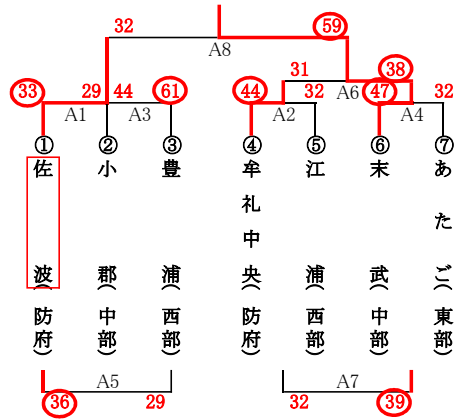 32 59
A8
31 38
33 29 44 61 44 32 A6 47 32
A1 A3 A2 A4
① ② ③ ④ ⑤ ⑥ ⑦
佐波(防府)
小郡(中部)
豊浦(西部)
牟礼中央(防府)
江浦(西部)
末武(中部)
あたご(東部)
A5 A7
36 29 32 39